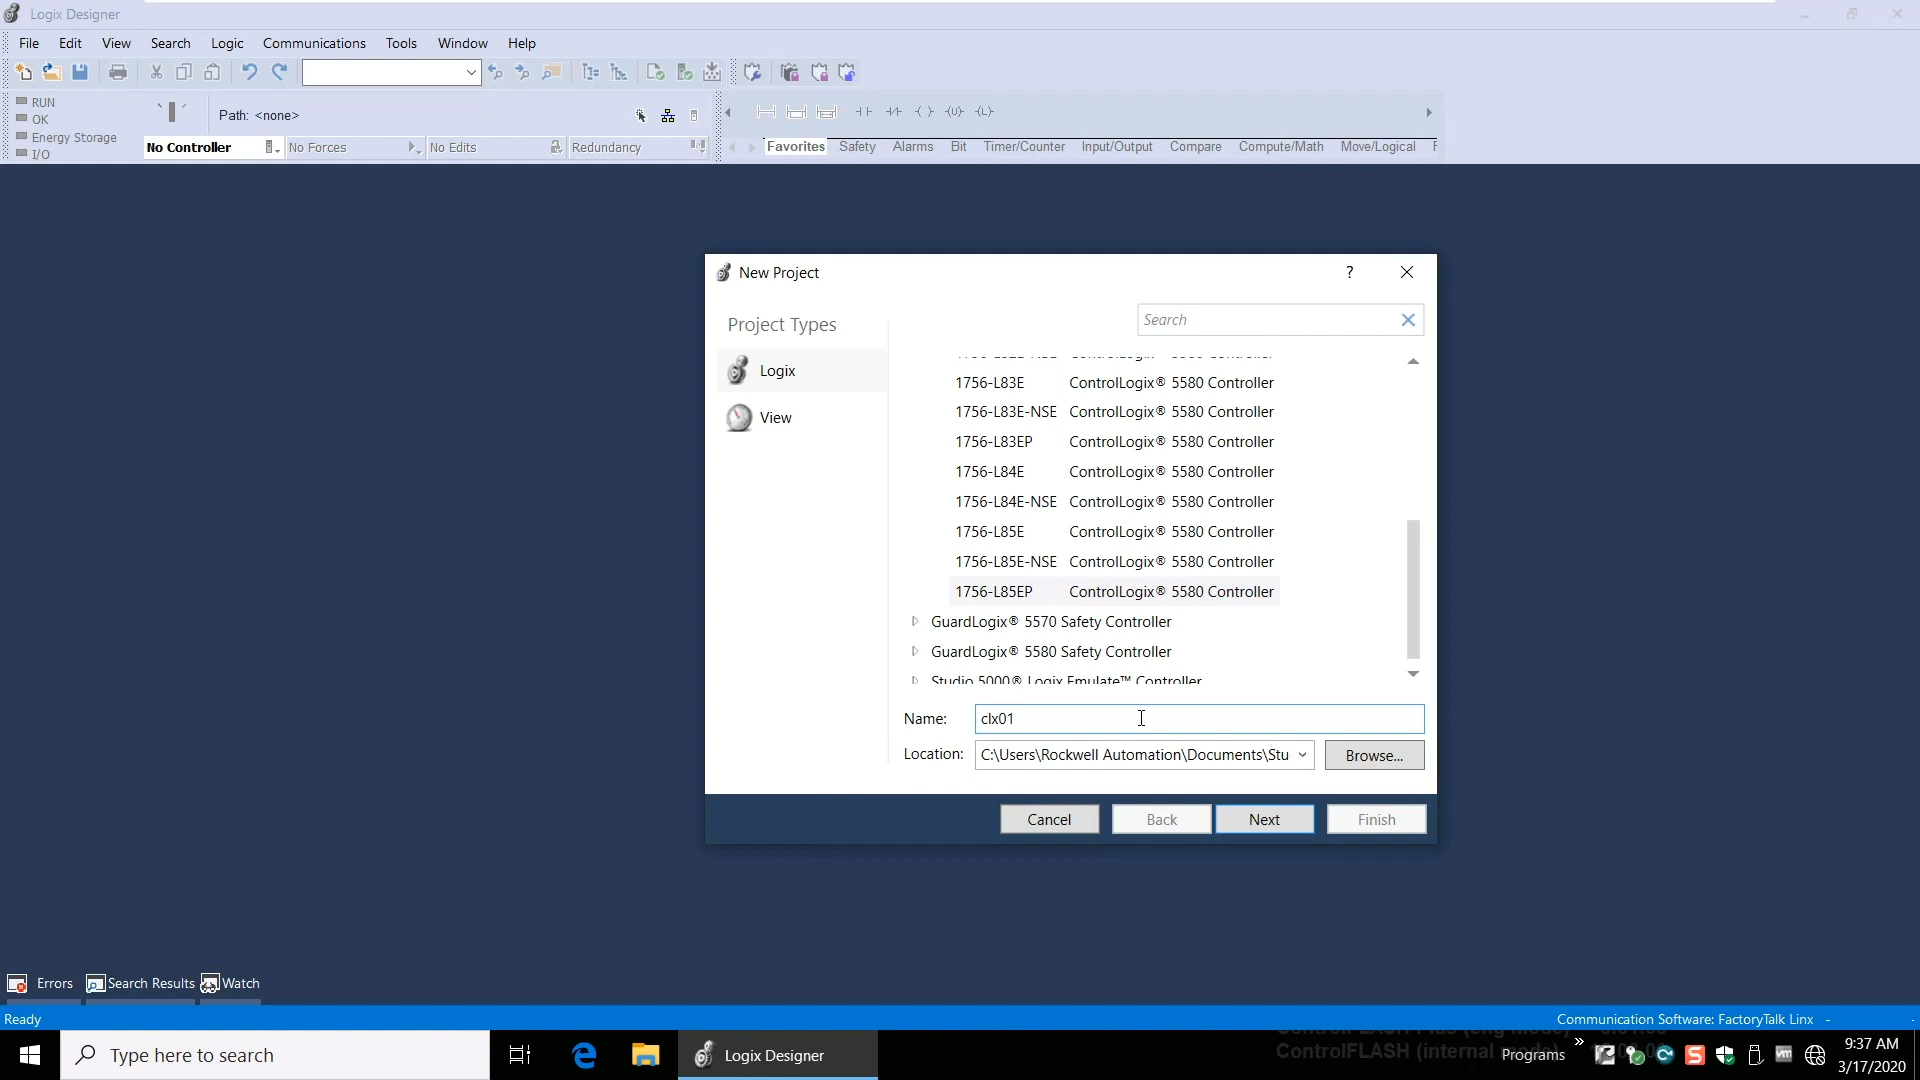 Logix Designer
File Edit View Search Logic Communications Tools Window Help
RUN
OK
Energy Storage
I/O
Path: <none>
No Controller No Forces No Edits Redundancy
Favorites Safety Alarms Bit Timer/Counter Input/Output Compare Compute/Math Move/Logical
New Project
?
Project Types
Search
Logix
View
1756-L83E ControlLogix® 5580 Controller
1756-L83E-NSE ControlLogix® 5580 Controller
1756-L83EP ControlLogix® 5580 Controller
1756-L84E ControlLogix® 5580 Controller
1756-L84E-NSE ControlLogix® 5580 Controller
1756-L85E ControlLogix® 5580 Controller
1756-L85E-NSE ControlLogix® 5580 Controller
1756-L85EP ControlLogix® 5580 Controller
GuardLogix® 5570 Safety Controller
GuardLogix® 5580 Safety Controller
Studio 5000® Logix Emulate™ Controller
Name: clx01
Location: C:\Users\Rockwell Automation\Documents\Stu Browse...
Cancel Back Next Finish
Errors Search Results Watch
Ready
Communication Software: FactoryTalk Linx -
Type here to search
Logix Designer
ControlFLASH (internal
Programs
9:37 AM
3/17/2020